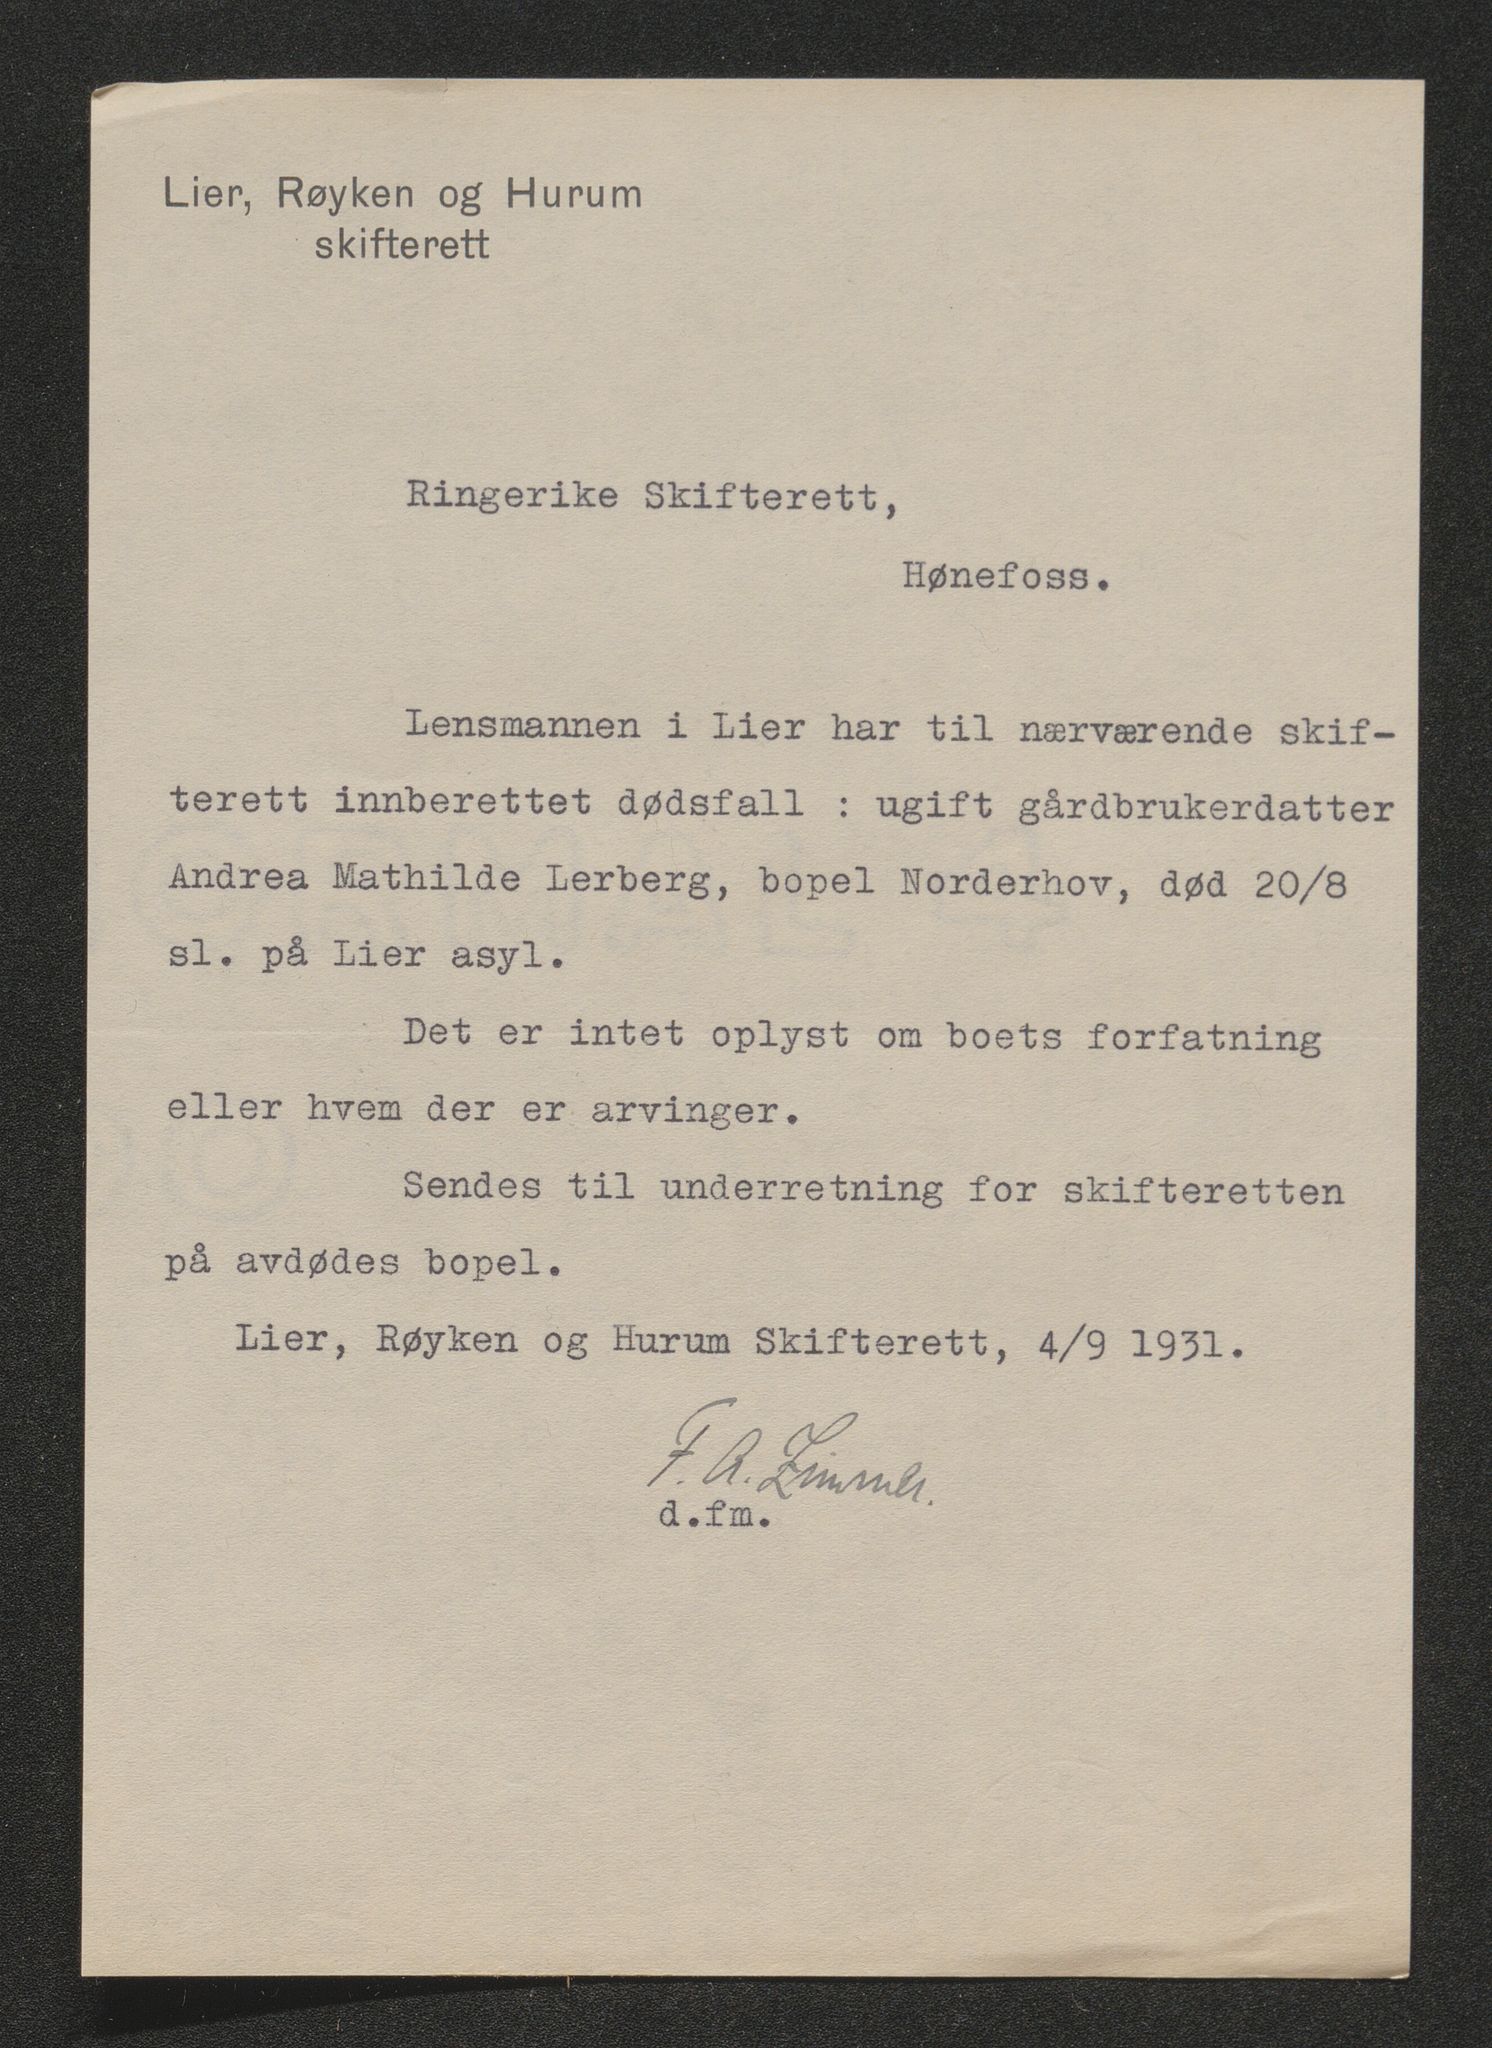 Lier, Røyken og Hurum
skifterett
Ringerike Skifterett,
Hønefoss.
Lensmannen i Lier har til nærværende skif-
terett innberettet dødsfall : ugift gårdbrukerdatter
Andrea Mathilde Lerberg, bopel Norderhov, død 20/8
sl. på Lier asyl.
Det er intet oplyst om boets forfatning
eller hvem der er arvinger.
Sendes til underretning for skifteretten
på avdødes bopel.
Lier, Røyken og Hurum Skifterett, 4/9 1931.
F. A. Zimmer.
d.fm.